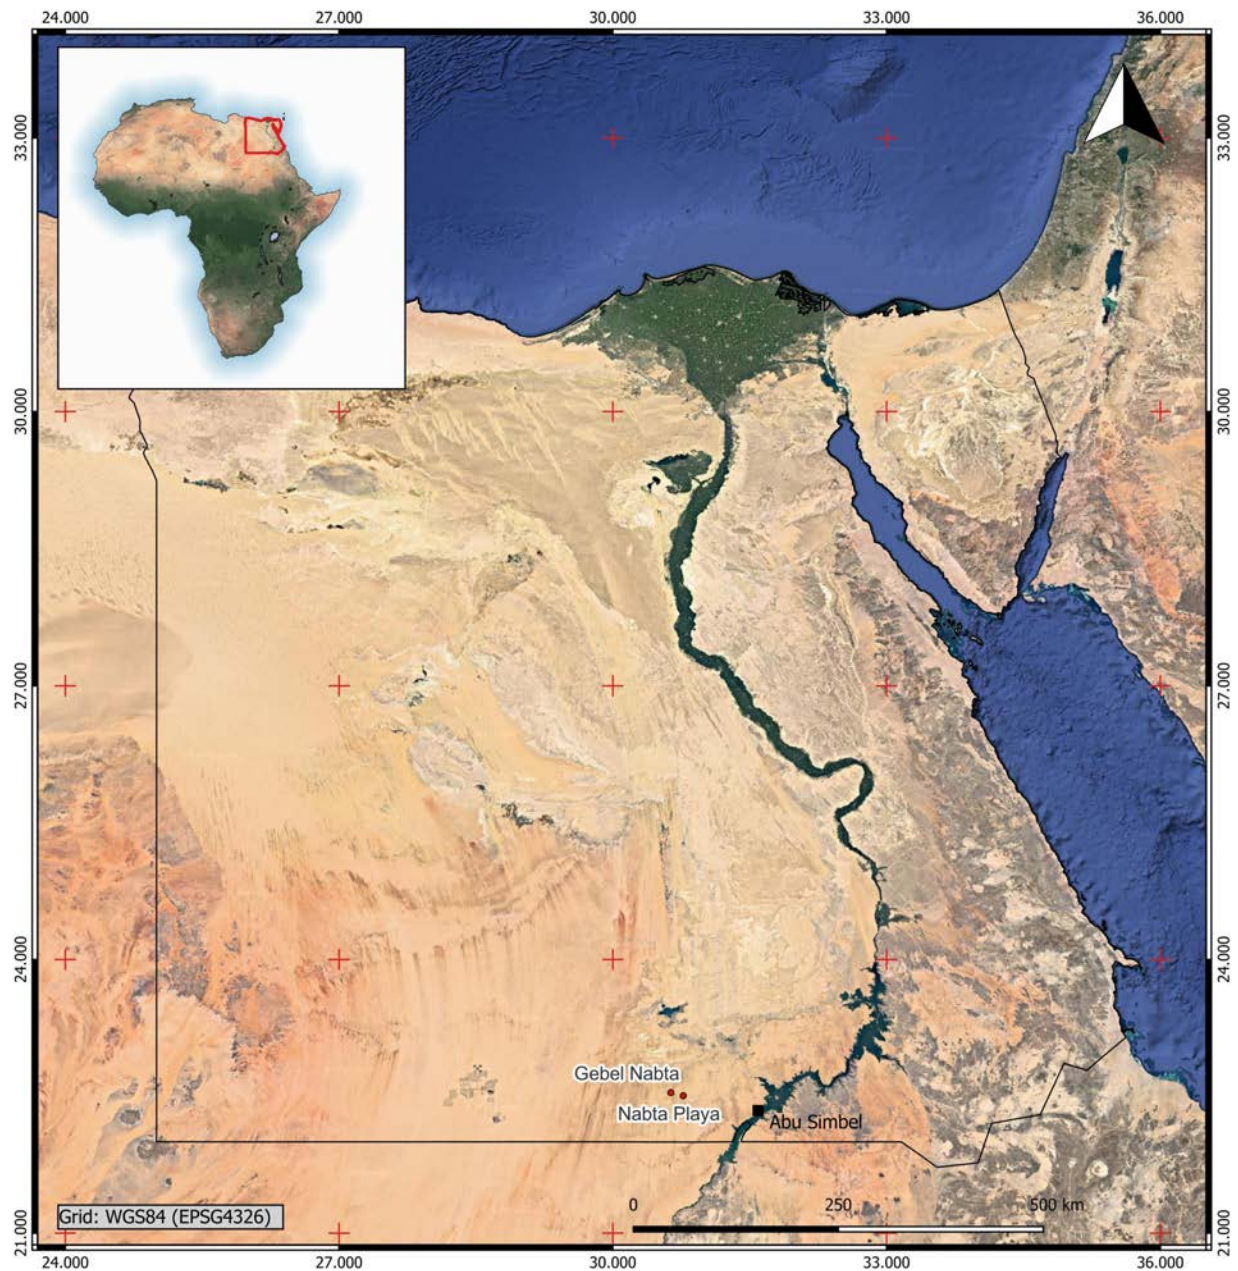 24.000 27.000 30.000 33.000 36.000
33.000 33.000
30.000 30.000
27.000 27.000
24.000 24.000
Gebel Nabta
Nabta Playa
Abu Simbel
0 250 500 km
Grid: WGS84 (EPSG4326)
21.000 21.000
24.000 27.000 30.000 33.000 36.000